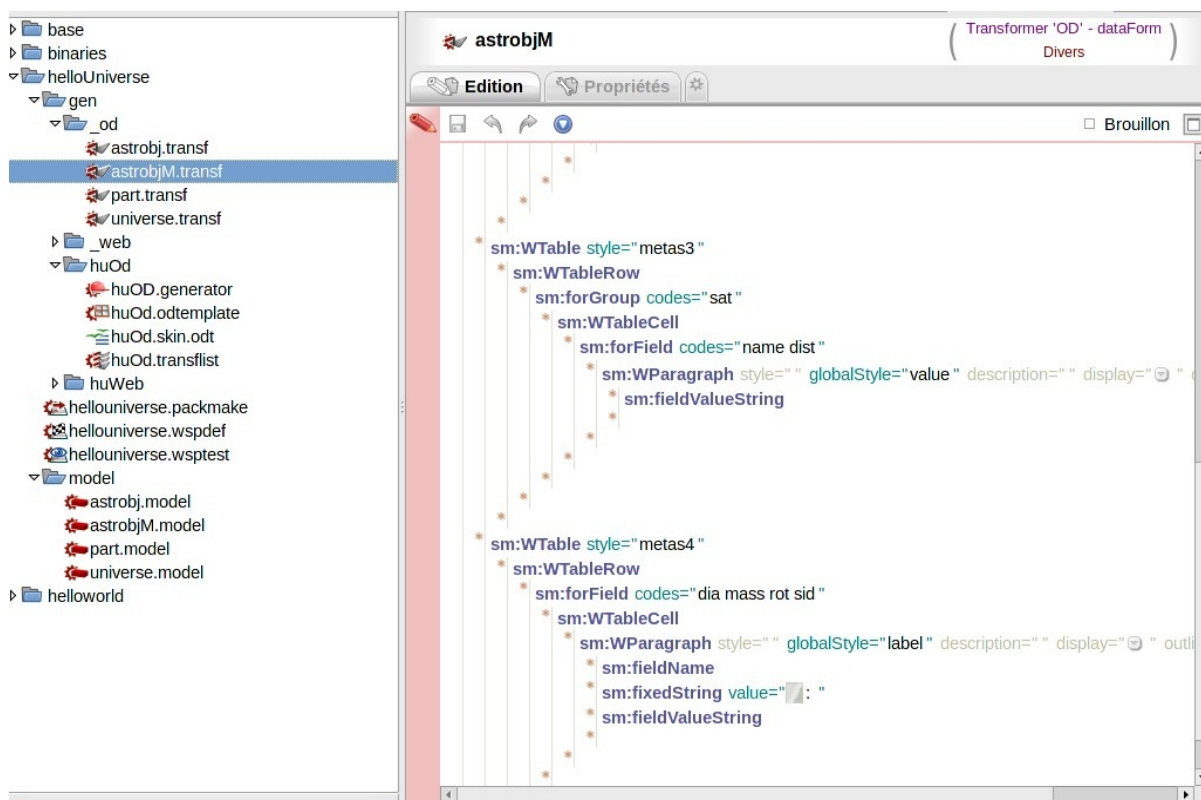 base
binaries
helloUniverse
gen
_od
astrobj.transf
astrobjM.transf
part.transf
universe.transf
_web
huOd
huOD.generator
huOd.odtemplate
huOd.skin.odt
huOd.transflist
huWeb
hellouniverse.packmake
hellouniverse.wspdef
hellouniverse.wsptest
model
astrobj.model
astrobjM.model
part.model
universe.model
helloworld
astrobjM
Transformer 'OD' - dataForm
Divers
Edition Propriétés
Brouillon
sm:WTable style="metas3"
sm:WTableRow
sm:forGroup codes="sat"
sm:WTableCell
sm:forField codes="name dist"
sm:WParagraph style=" " globalStyle="value" description=" " display=" "
sm:fieldValueString
sm:WTable style="metas4"
sm:WTableRow
sm:forField codes="dia mass rot sid"
sm:WTableCell
sm:WParagraph style=" " globalStyle="label" description=" " display=" " outli
sm:fieldName
sm:fixedString value=" : "
sm:fieldValueString